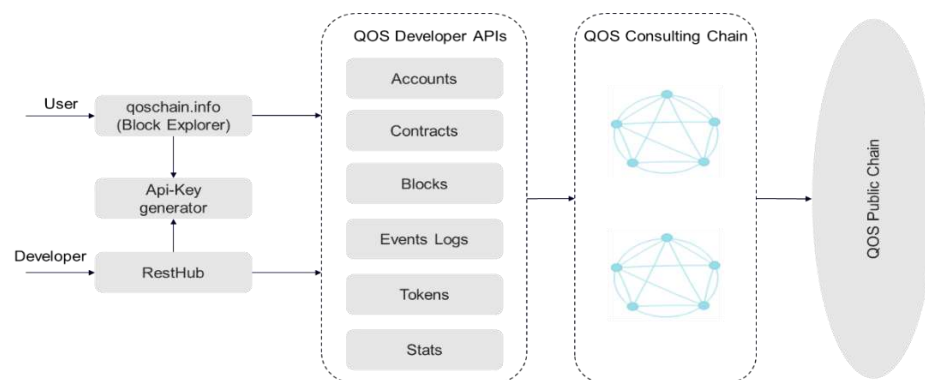 User
qoschain.info
(Block Explorer)
Api-Key
generator
Developer
RestHub
QOS Developer APIs
Accounts
Contracts
Blocks
Events Logs
Tokens
Stats
QOS Consulting Chain
QOS Public Chain